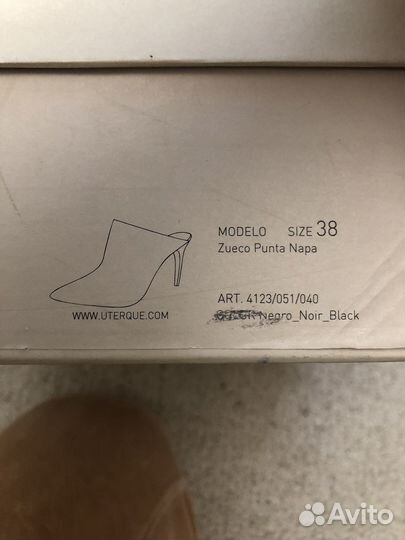 MODELO SIZE 38
Zueco Punta Napa
ART. 4123/051/040
Negro_Noir_Black
WWW.UTERQUE.COM
Avito